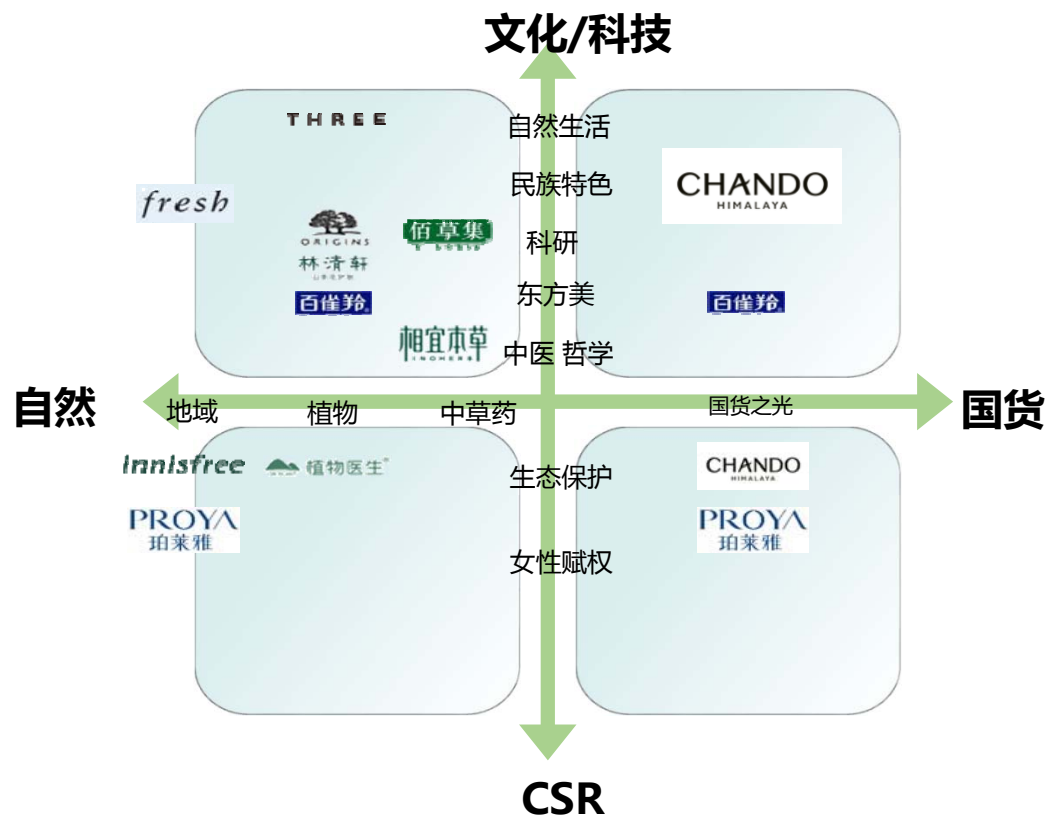 文化/科技
THREE
自然生活
民族特色
CHANDO
HIMALAYA
fresh
ORIGINS
佰草集
科研
林清轩
百雀羚
东方美
百雀羚
相宜本草
INOHERB
中医 哲学
自然
地域
植物
中草药
国货之光
国货
innisfree
植物医生
生态保护
CHANDO
HIMALAYA
PROYA
珀莱雅
PROYA
珀莱雅
女性赋权
CSR